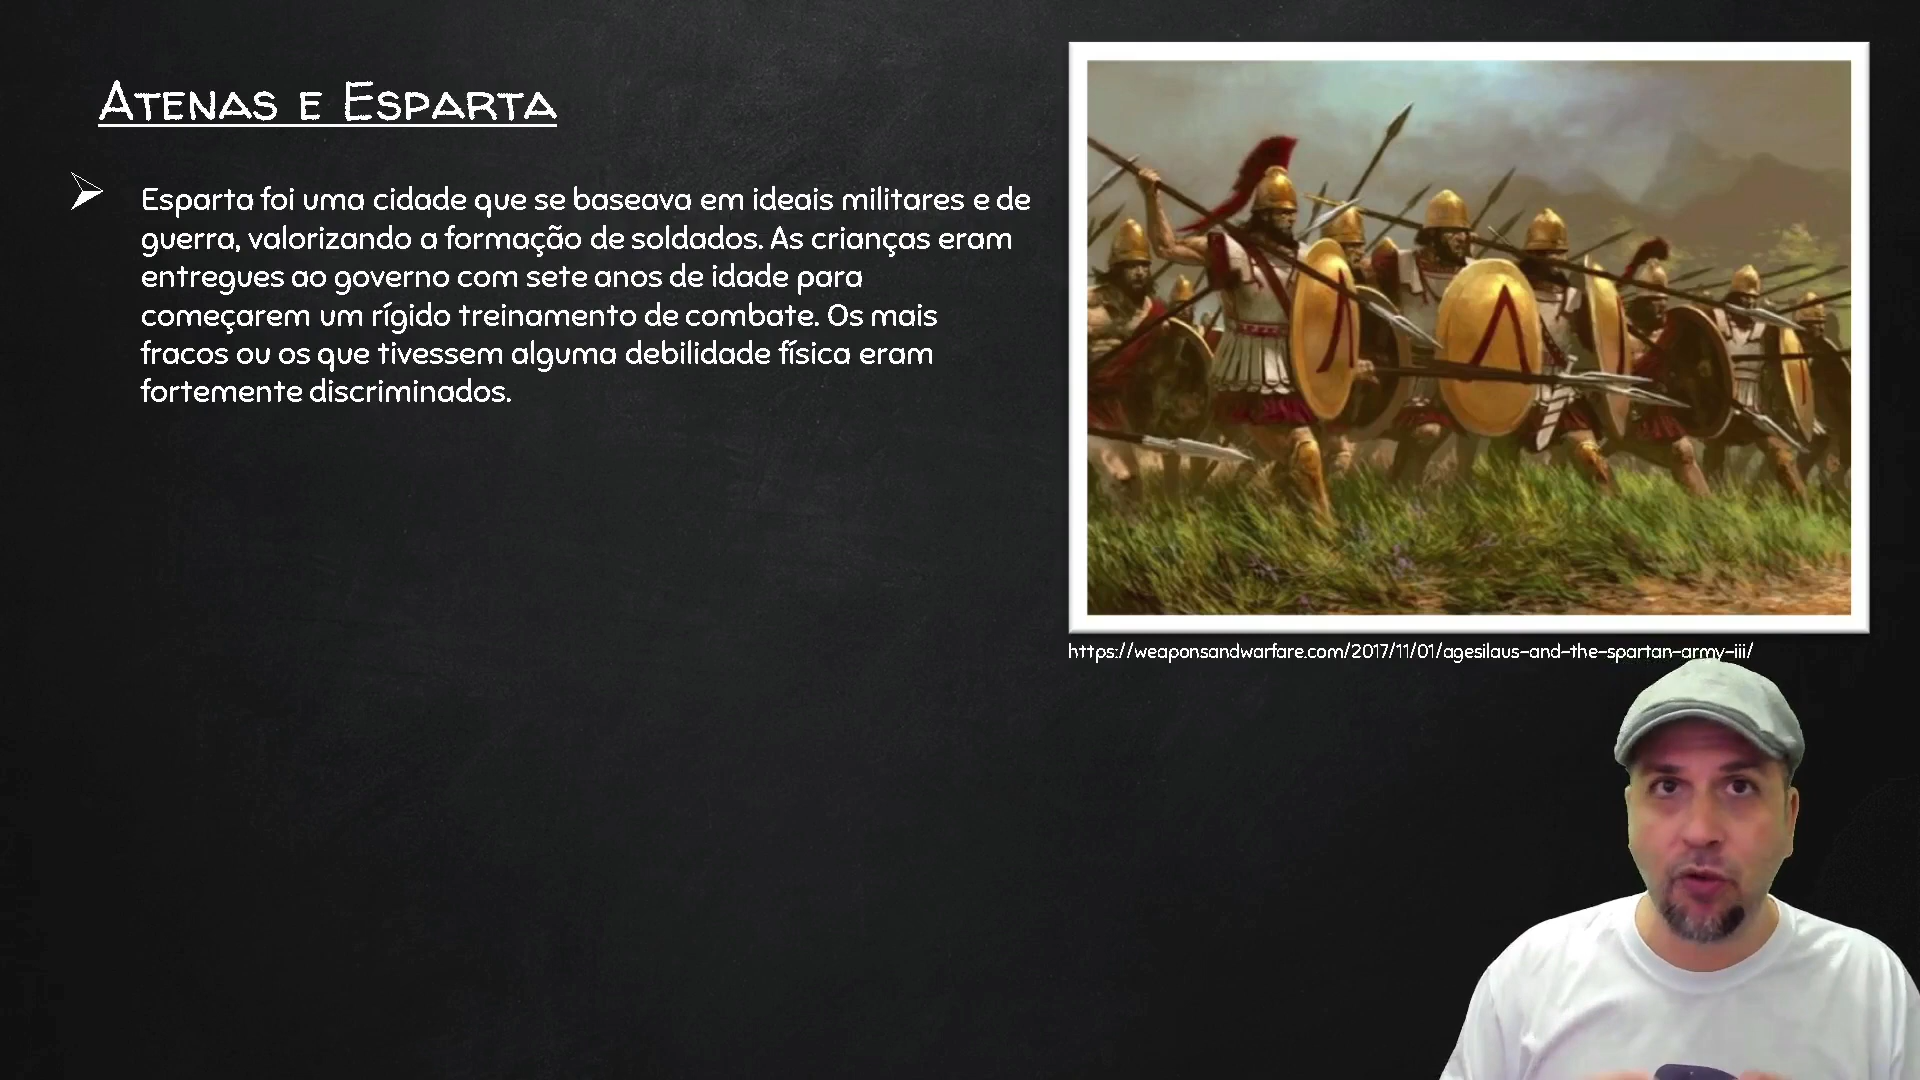 Atenas e Esparta
Esparta foi uma cidade que se baseava em ideais militares e de
guerra, valorizando a formação de soldados. As crianças eram
entregues ao governo com sete anos de idade para
começarem um rígido treinamento de combate. Os mais
fracos ou os que tivessem alguma debilidade física eram
fortemente discriminados.
https://weaponsandwarfare.com/2017/11/01/agesilaus-and-the-spartan-army-iii/